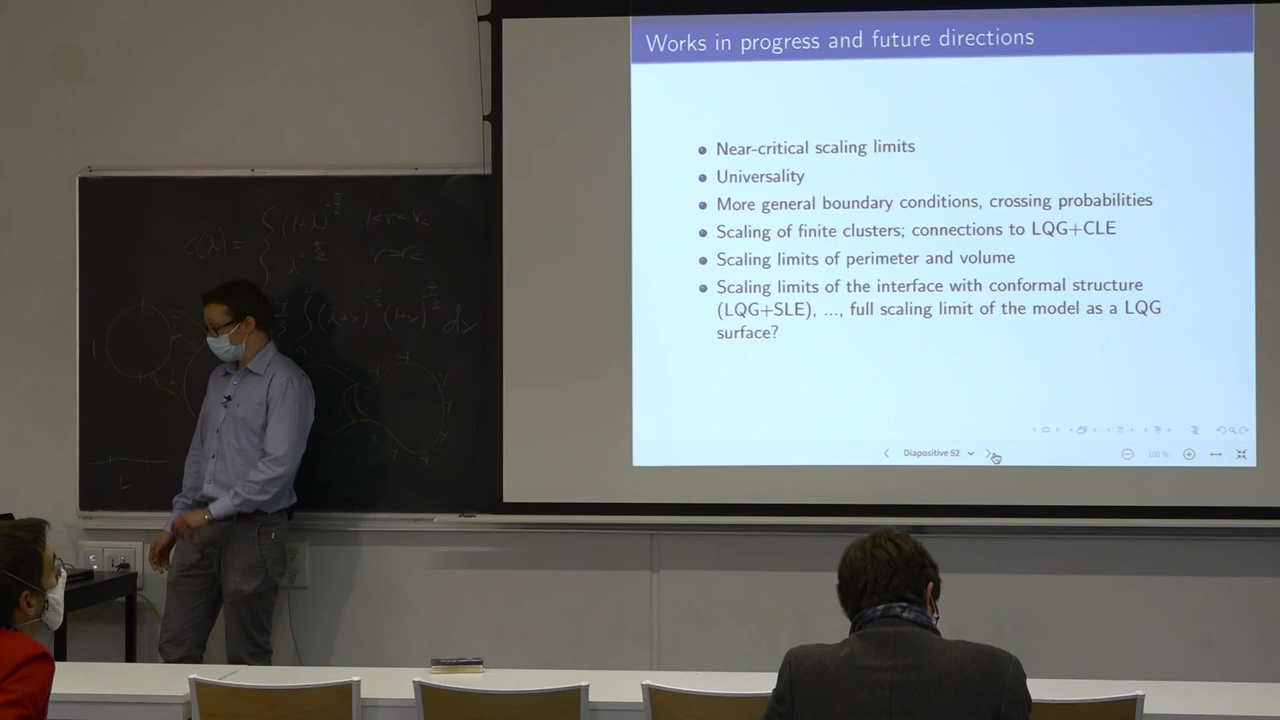 Works in progress and future directions
Near-critical scaling limits
Universality
More general boundary conditions, crossing probabilities
Scaling of finite clusters; connections to LQG+CLE
Scaling limits of perimeter and volume
Scaling limits of the interface with conformal structure
(LQG+SLE), ..., full scaling limit of the model as a LQG
surface?
Diapositive 52
100 %
c(λ) =
L
dx